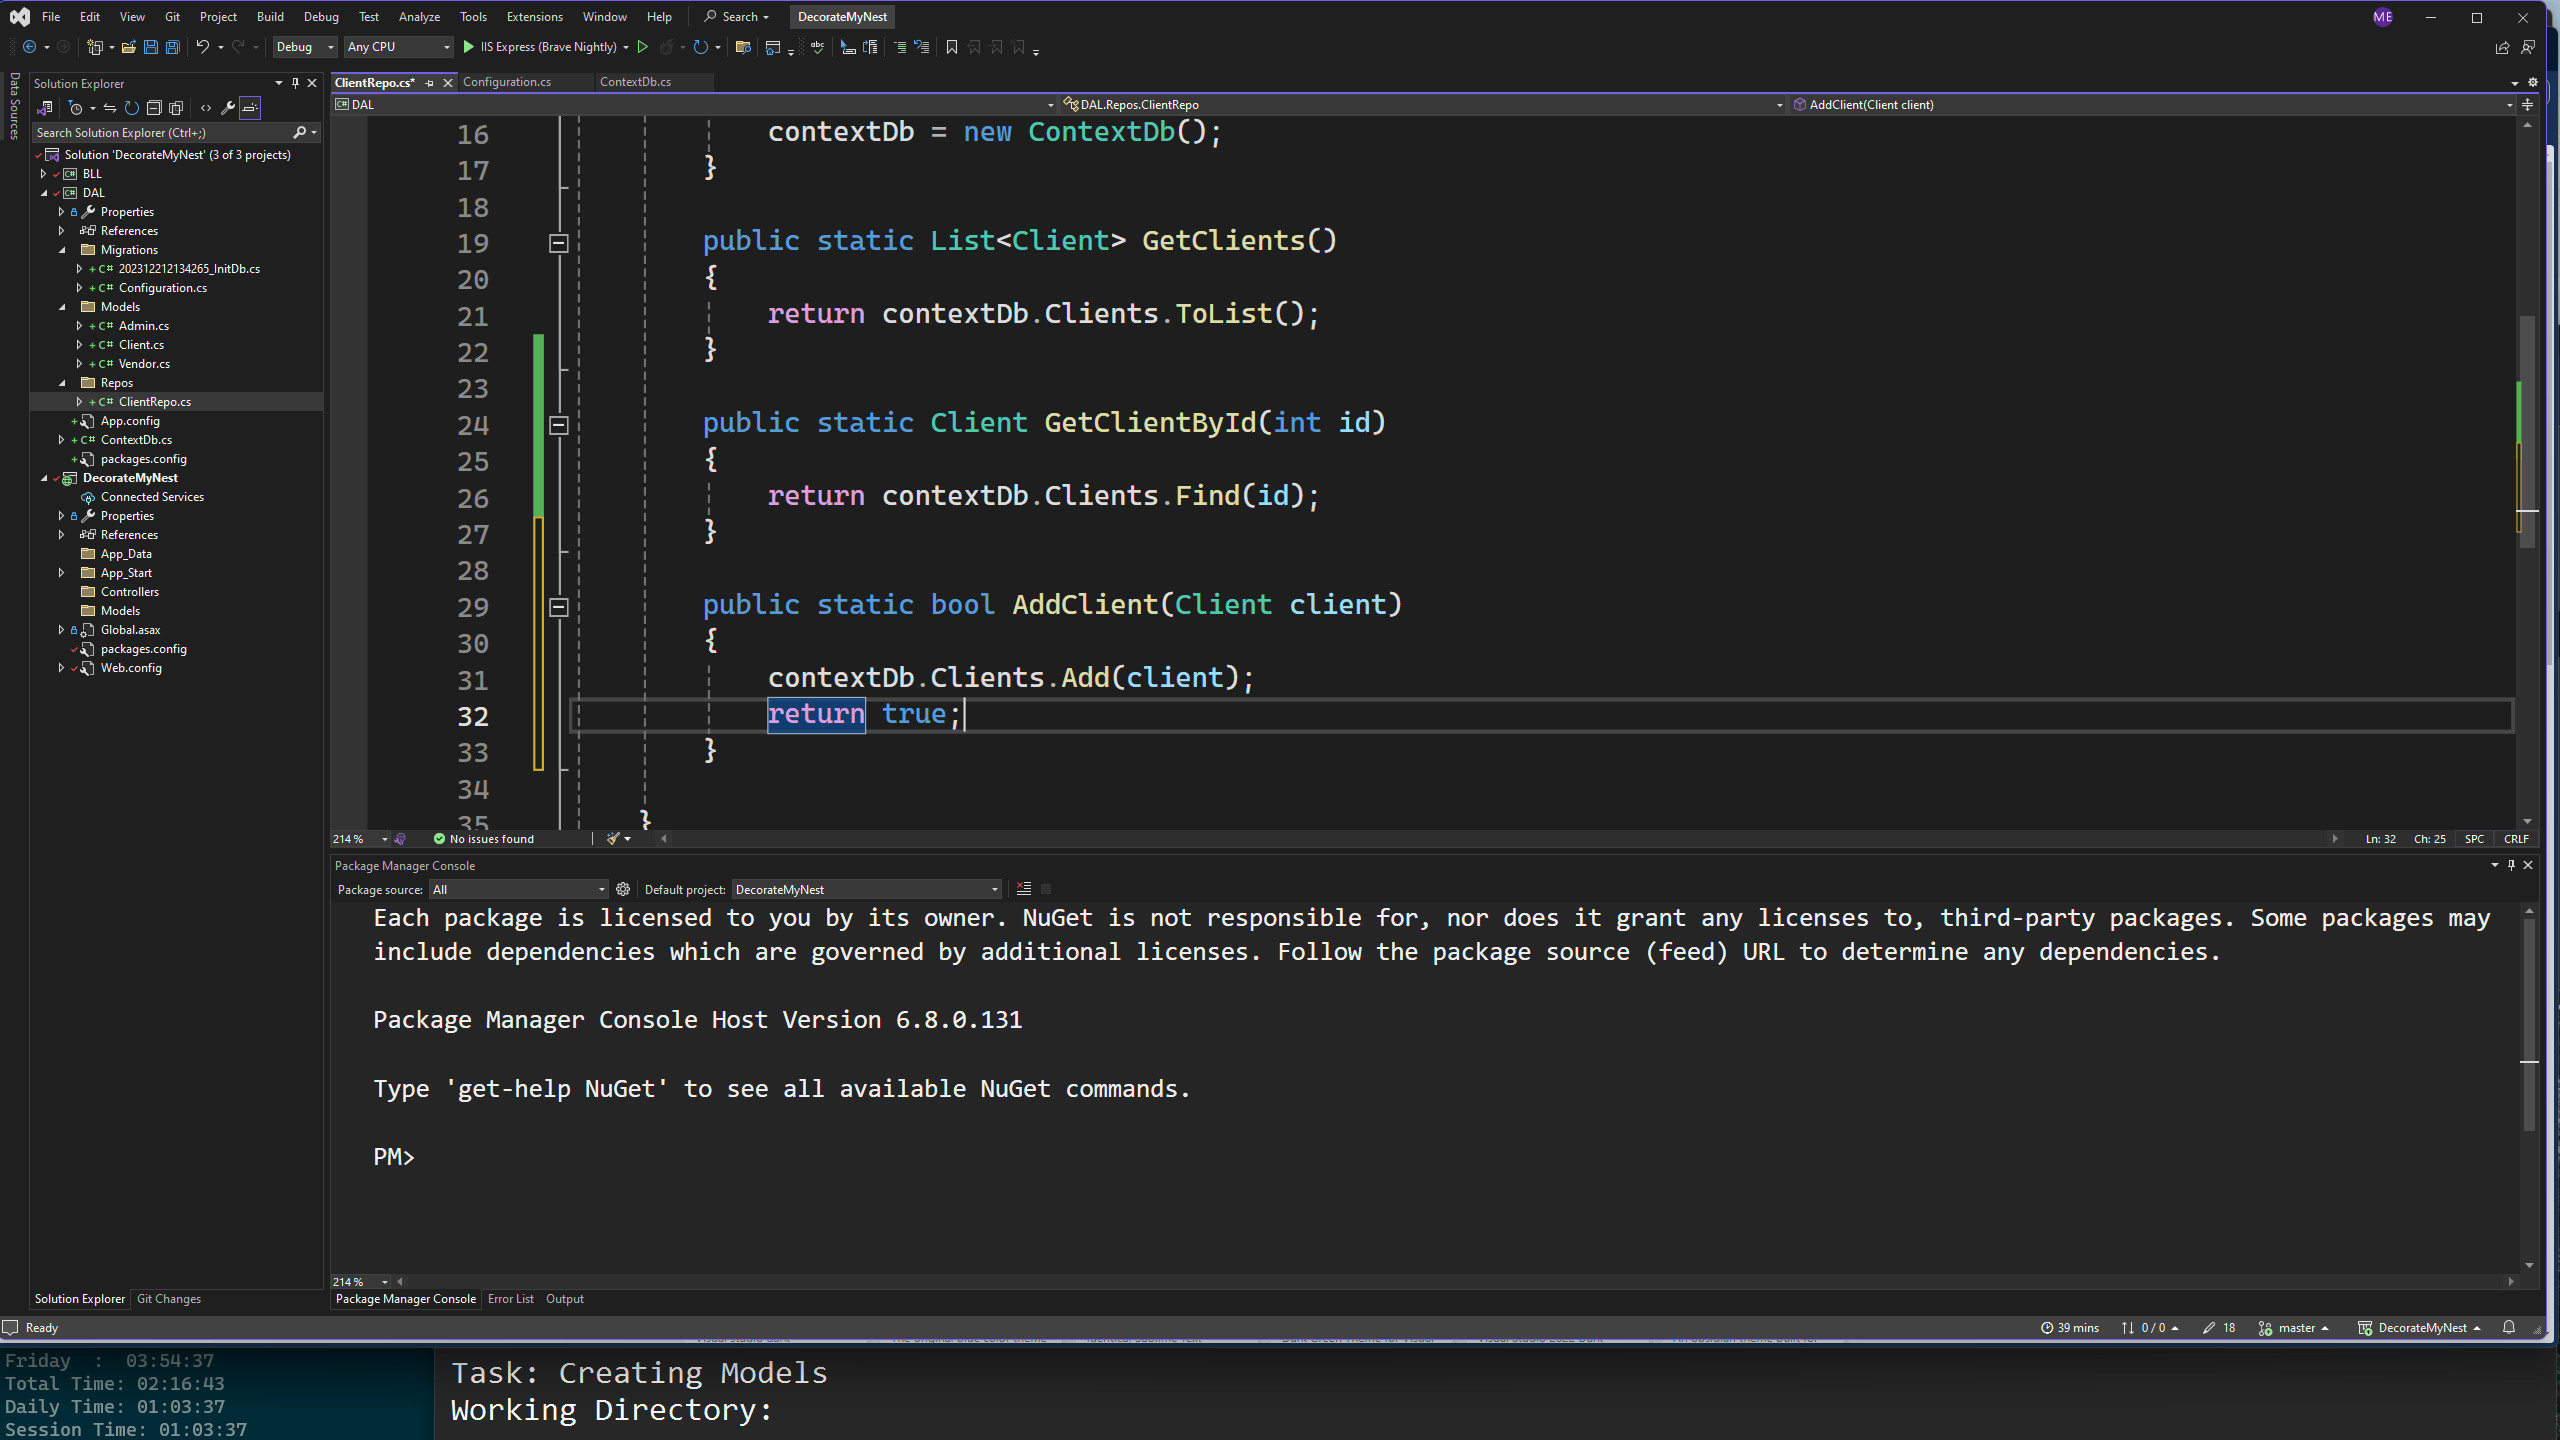 File Edit View Git Project Build Debug Test Analyze Tools Extensions Window Help Search DecorateMyNest ME
Debug Any CPU IIS Express (Brave Nightly)
Data Sources
Solution Explorer
Search Solution Explorer (Ctrl+;)
Solution 'DecorateMyNest' (3 of 3 projects)
BLL
DAL
Properties
References
Migrations
202312212134265_InitDb.cs
Configuration.cs
Models
Admin.cs
Client.cs
Vendor.cs
Repos
ClientRepo.cs
App.config
ContextDb.cs
packages.config
DecorateMyNest
Connected Services
Properties
References
App_Data
App_Start
Controllers
Models
Global.asax
packages.config
Web.config
Solution Explorer Git Changes
ClientRepo.cs* Configuration.cs ContextDb.cs
DAL DAL.Repos.ClientRepo AddClient(Client client)
16 contextDb = new ContextDb();
17 }
18
19 public static List<Client> GetClients()
20 {
21 return contextDb.Clients.ToList();
22 }
23
24 public static Client GetClientById(int id)
25 {
26 return contextDb.Clients.Find(id);
27 }
28
29 public static bool AddClient(Client client)
30 {
31 contextDb.Clients.Add(client);
32 return true;
33 }
34
35 }
214 % No issues found Ln: 32 Ch: 25 SPC CRLF
Package Manager Console
Package source: All Default project: DecorateMyNest
Each package is licensed to you by its owner. NuGet is not responsible for, nor does it grant any licenses to, third-party packages. Some packages may
include dependencies which are governed by additional licenses. Follow the package source (feed) URL to determine any dependencies.
Package Manager Console Host Version 6.8.0.131
Type 'get-help NuGet' to see all available NuGet commands.
PM>
214 %
Package Manager Console Error List Output
Ready 39 mins 0 / 0 18 master DecorateMyNest
Friday : 03:54:37
Total Time: 02:16:43
Daily Time: 01:03:37
Session Time: 01:03:37
Task: Creating Models
Working Directory: